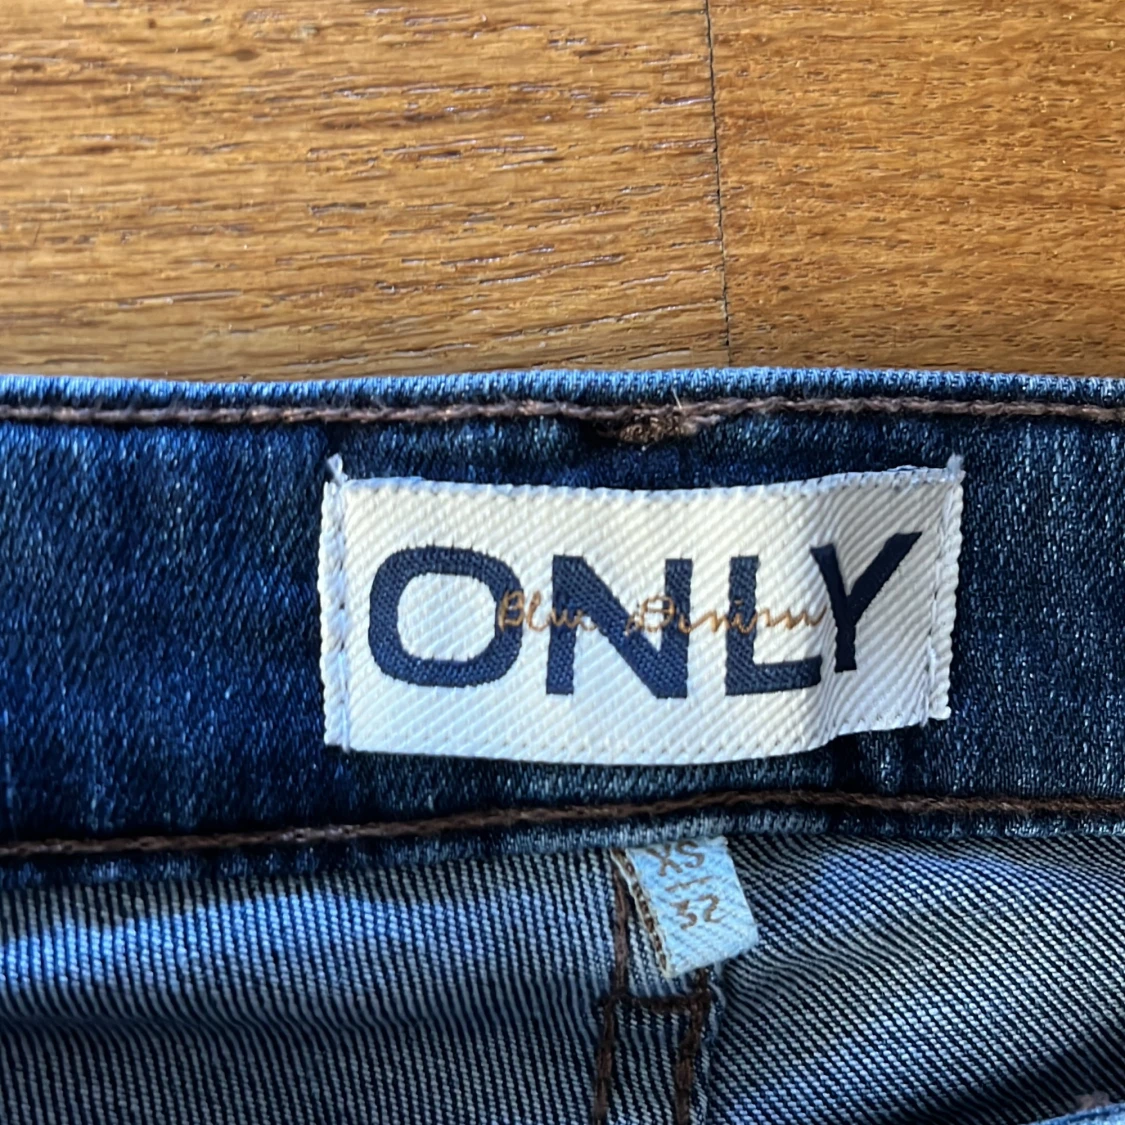 ONLY
Blue Denim
XS
32